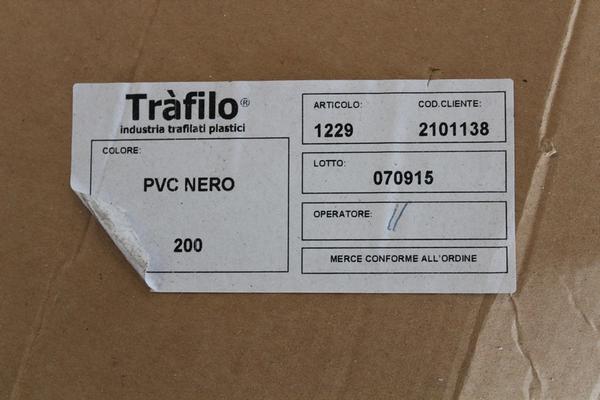 Tràfilo®
industria trafilati plastici
COLORE:
PVC NERO
200
ARTICOLO: COD.CLIENTE:
1229 2101138
LOTTO:
070915
OPERATORE: 11
MERCE CONFORME ALL'ORDINE